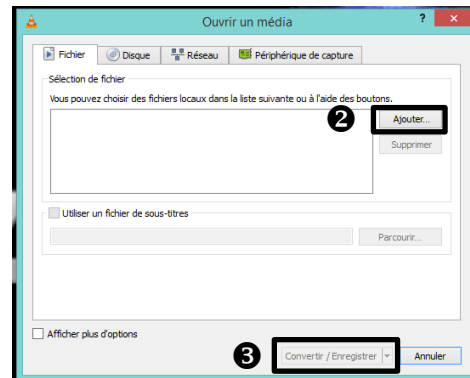 Ouvrir un média
?
×
Fichier
Disque
Réseau
Périphérique de capture
Sélection de fichier
Vous pouvez choisir des fichiers locaux dans la liste suivante ou à l'aide des boutons.
❷
Ajouter...
Supprimer
Utiliser un fichier de sous-titres
Parcourir...
Afficher plus d'options
❸
Convertir / Enregistrer
Annuler